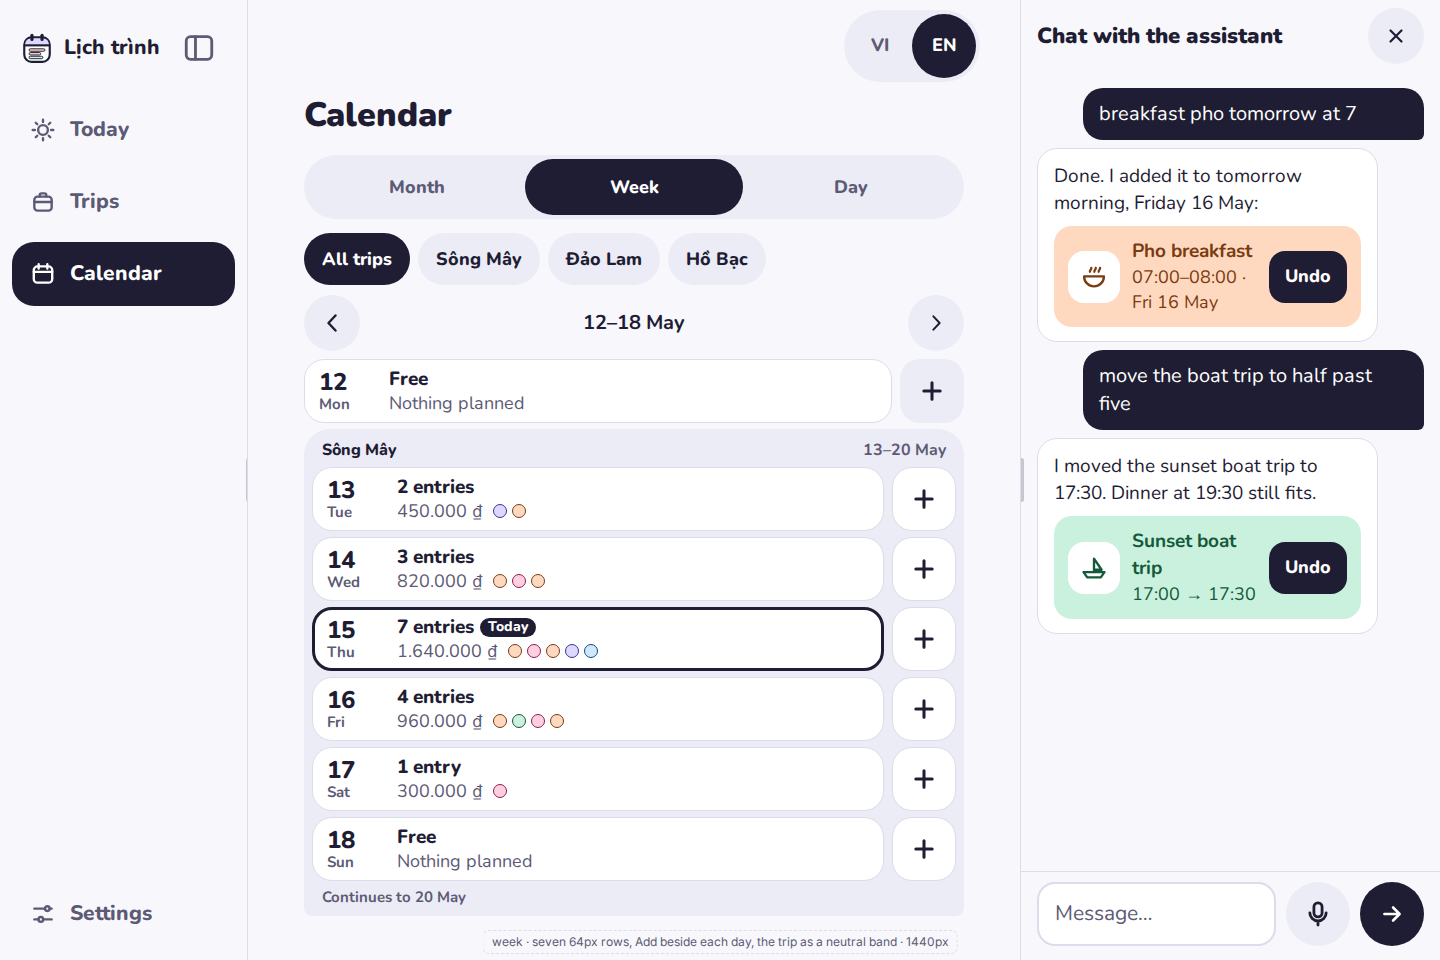 Lịch trình
Today
Trips
Calendar
Settings
VI
EN
Calendar
Month
Week
Day
All trips
Sông Mây
Đảo Lam
Hồ Bạc
12–18 May
12
Mon
Free
Nothing planned
Sông Mây
13–20 May
13
Tue
2 entries
450.000 ₫
14
Wed
3 entries
820.000 ₫
15
Thu
7 entries Today
1.640.000 ₫
16
Fri
4 entries
960.000 ₫
17
Sat
1 entry
300.000 ₫
18
Sun
Free
Nothing planned
Continues to 20 May
week · seven 64px rows, Add beside each day, the trip as a neutral band · 1440px
Chat with the assistant
breakfast pho tomorrow at 7
Done. I added it to tomorrow
morning, Friday 16 May:
Pho breakfast
07:00–08:00 ·
Fri 16 May
Undo
move the boat trip to half past
five
I moved the sunset boat trip to
17:30. Dinner at 19:30 still fits.
Sunset boat
trip
17:00 → 17:30
Undo
Message...